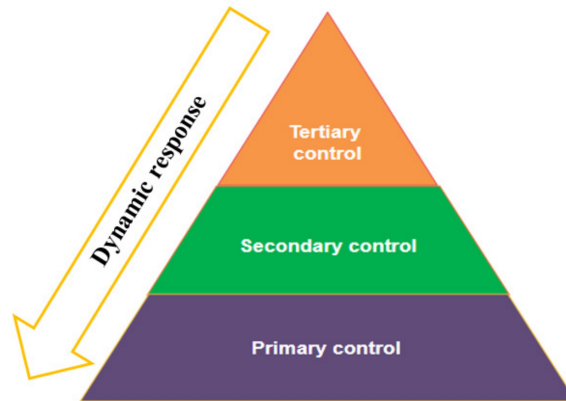 Dynamic response
Tertiary
control
Secondary control
Primary control